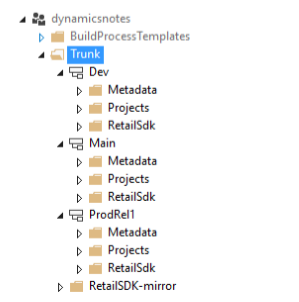 dynamicsnotes
BuildProcessTemplates
Trunk
Dev
Metadata
Projects
RetailSdk
Main
Metadata
Projects
RetailSdk
ProdRel1
Metadata
Projects
RetailSdk
RetailSDK-mirror